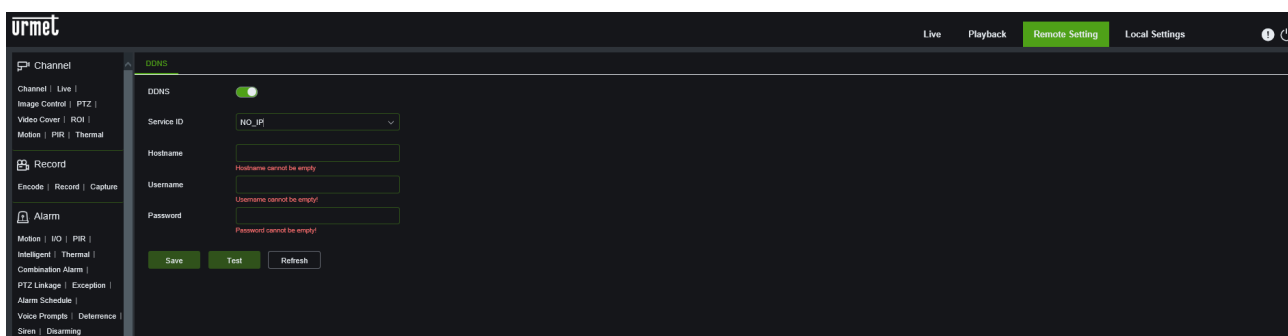 urmet
Live Playback Remote Setting Local Settings
Channel
Channel | Live |
Image Control | PTZ |
Video Cover | ROI |
Motion | PIR | Thermal
Record
Encode | Record | Capture
Alarm
Motion | I/O | PIR |
Intelligent | Thermal |
Combination Alarm |
PTZ Linkage | Exception |
Alarm Schedule |
Voice Prompts | Deterrence |
Siren | Disarming
DDNS
DDNS
Service ID NO_IP
Hostname
Hostname cannot be empty
Username
Username cannot be empty!
Password
Password cannot be empty!
Save Test Refresh